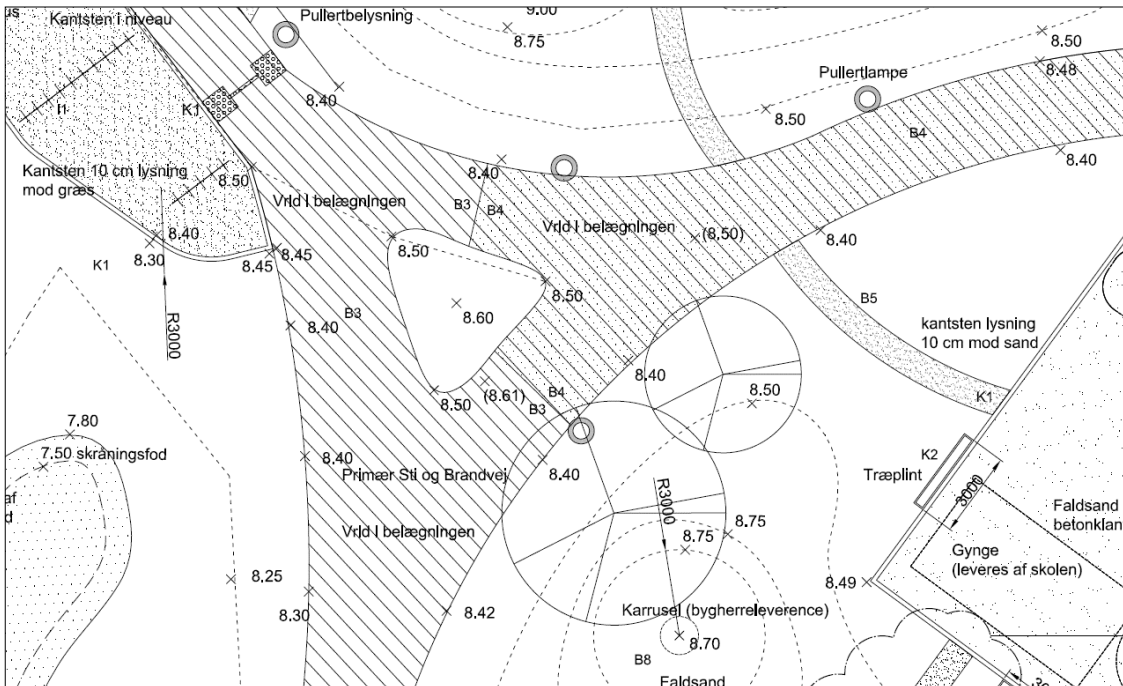 us
Kantsten i niveau
Pullertbelysning
9.00
8.75
8.50
8.48
Pullertlampe
I1
K1
8.40
8.50
B4
8.40
Kantsten 10 cm lysning
mod græs
8.50
8.40
Vrid I belægningen
B3
B4
Vrid I belægningen
(8.50)
8.40
8.40
8.30
8.45
8.45
8.50
K1
8.50
B5
R3000
8.40
B3
8.60
kantsten lysning
10 cm mod sand
8.40
8.50
(8.61)
B4
B3
8.50
K1
7.80
7.50 skråningsfod
8.40
Primær Sti og Brandvej
8.40
K2
Træplint
3000
R3000
af
d
Faldsand
betonklan
Vrid I belægningen
8.75
8.75
Gynge
(leveres af skolen)
8.25
8.30
8.42
8.49
Karrusel (bygherreleverence)
8.70
B8
Faldsand